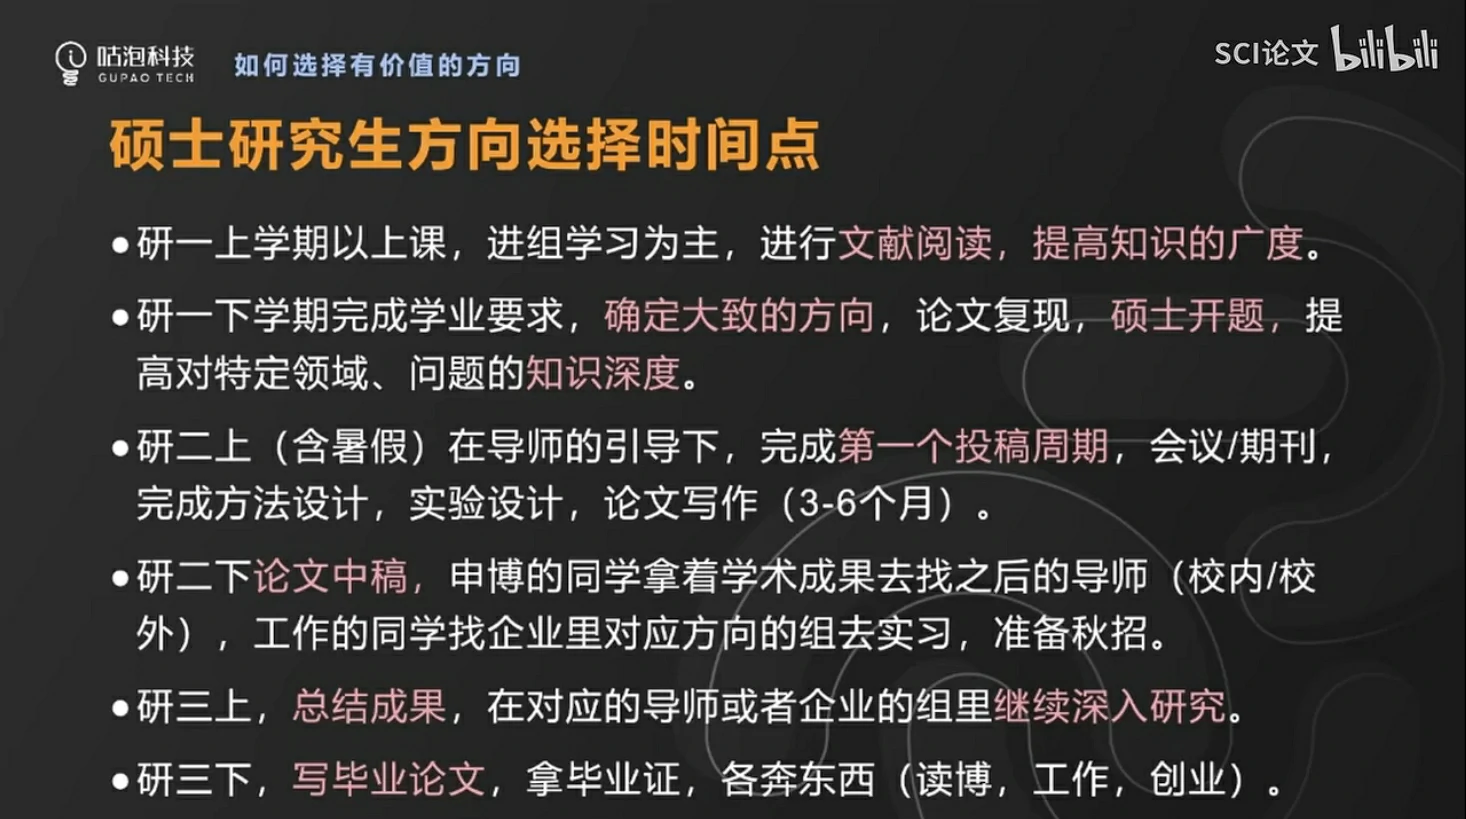 咕泡科技
GUPAO TECH
如何选择有价值的方向
SCI论文 bilibili
硕士研究生方向选择时间点
●研一上学期以上课，进组学习为主，进行文献阅读，提高知识的广度。
●研一下学期完成学业要求，确定大致的方向，论文复现，硕士开题，提
高对特定领域、问题的知识深度。
●研二上（含暑假）在导师的引导下，完成第一个投稿周期，会议/期刊，
完成方法设计，实验设计，论文写作（3-6个月）。
●研二下论文中稿，申博的同学拿着学术成果去找之后的导师（校内/校
外），工作的同学找企业里对应方向的组去实习，准备秋招。
●研三上，总结成果，在对应的导师或者企业的组里继续深入研究。
●研三下，写毕业论文，拿毕业证，各奔东西（读博，工作，创业）。